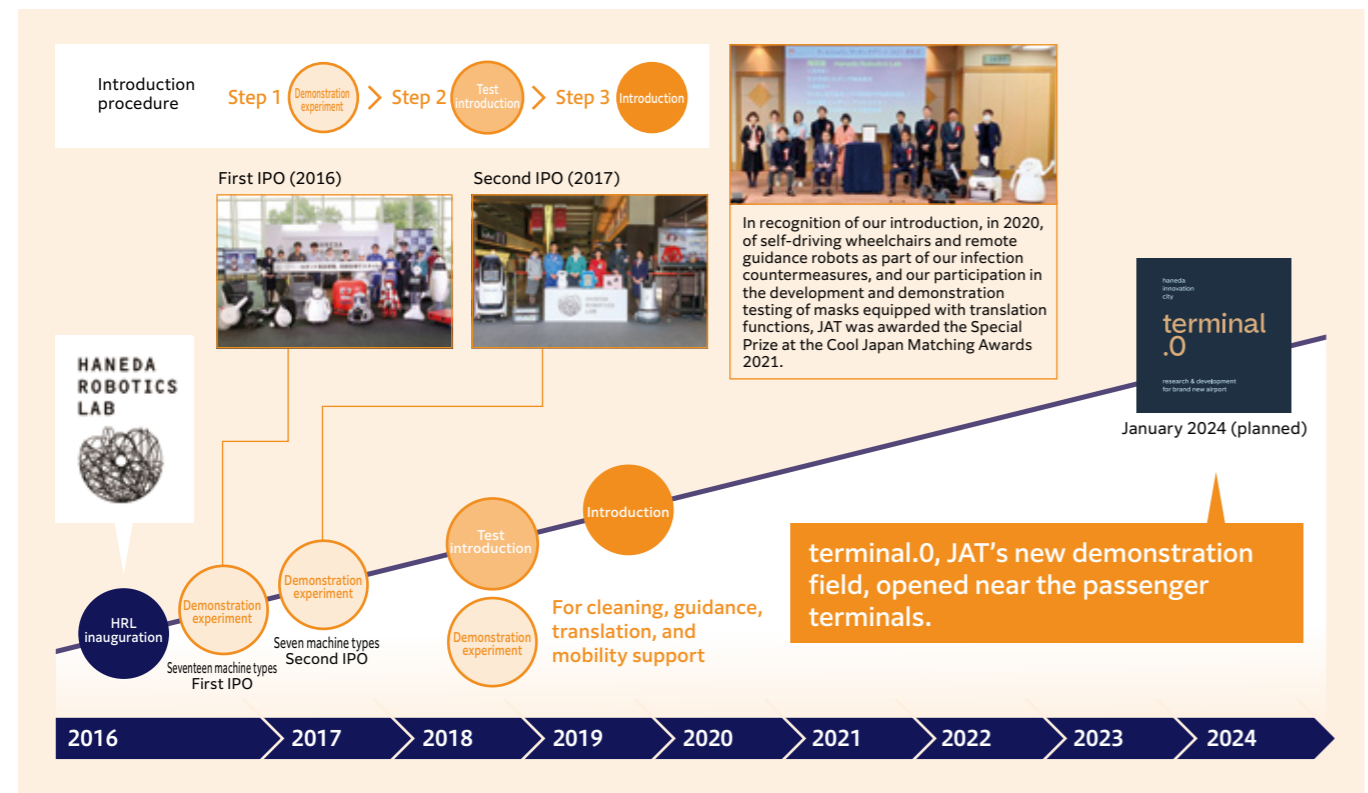 Introduction
procedure
Step 1
Demonstration
experiment
Step 2
Test
introduction
Step 3
Introduction
First IPO (2016)
Second IPO (2017)
HANEDA
HANEDA
ROBOTICS
LAB
Haneda Robotics Lab
In recognition of our introduction, in 2020,
of self-driving wheelchairs and remote
guidance robots as part of our infection
countermeasures, and our participation in
the development and demonstration
testing of masks equipped with translation
functions, JAT was awarded the Special
Prize at the Cool Japan Matching Awards
2021.
HANEDA
ROBOTICS
LAB
haneda
innovation
city
terminal
.0
research & development
for brand new airport
January 2024 (planned)
terminal.0, JAT’s new demonstration
field, opened near the passenger
terminals.
HRL
inauguration
Demonstration
experiment
Seventeen machine types
First IPO
Demonstration
experiment
Seven machine types
Second IPO
Test
introduction
Introduction
Demonstration
experiment
For cleaning, guidance,
translation, and
mobility support
2016
2017
2018
2019
2020
2021
2022
2023
2024